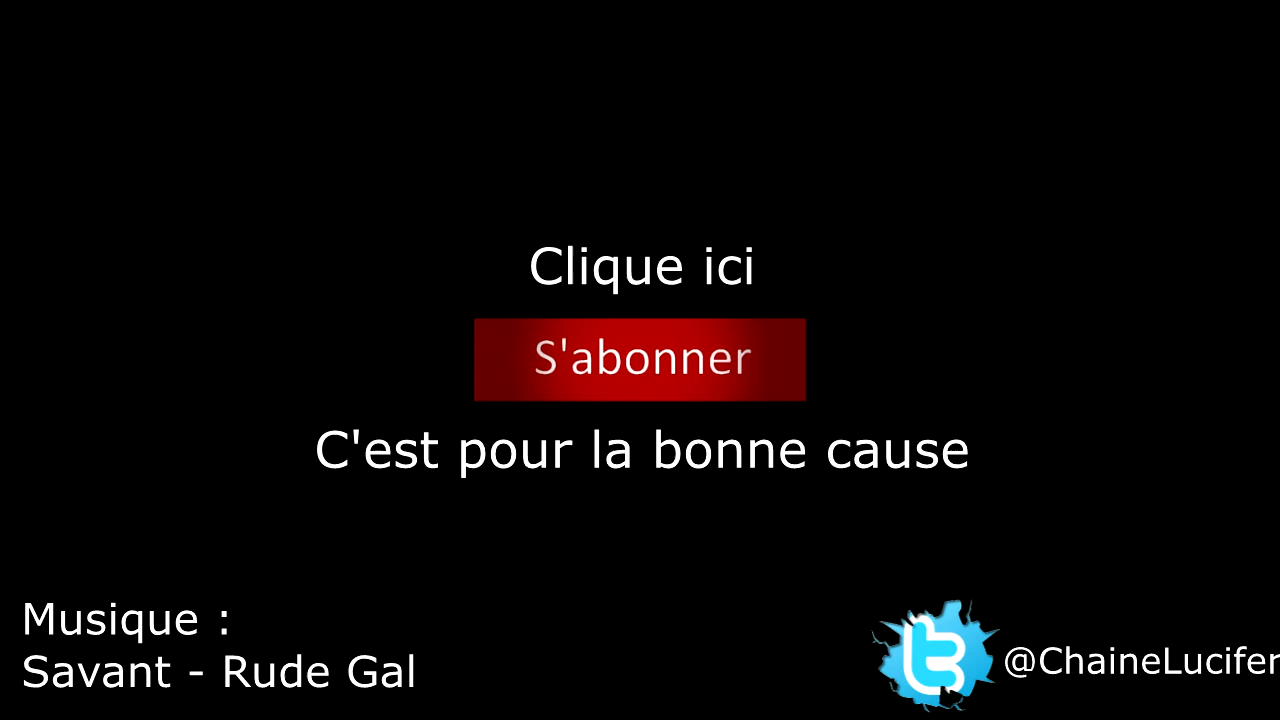 Clique ici
S'abonner
C'est pour la bonne cause
Musique :
Savant - Rude Gal
@ChaineLucifer